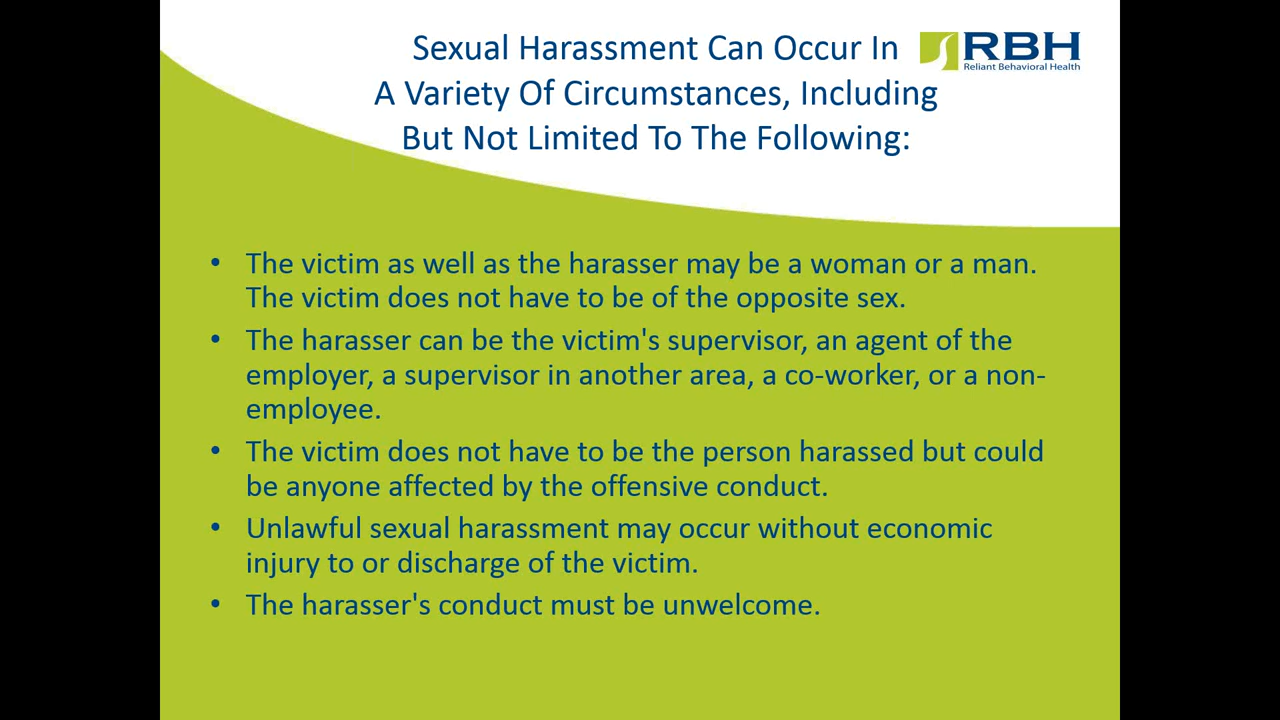 Sexual Harassment Can Occur In
A Variety Of Circumstances, Including
But Not Limited To The Following:
RBH
Reliant Behavioral Health
• The victim as well as the harasser may be a woman or a man.
The victim does not have to be of the opposite sex.
• The harasser can be the victim's supervisor, an agent of the
employer, a supervisor in another area, a co-worker, or a non-
employee.
• The victim does not have to be the person harassed but could
be anyone affected by the offensive conduct.
• Unlawful sexual harassment may occur without economic
injury to or discharge of the victim.
• The harasser's conduct must be unwelcome.